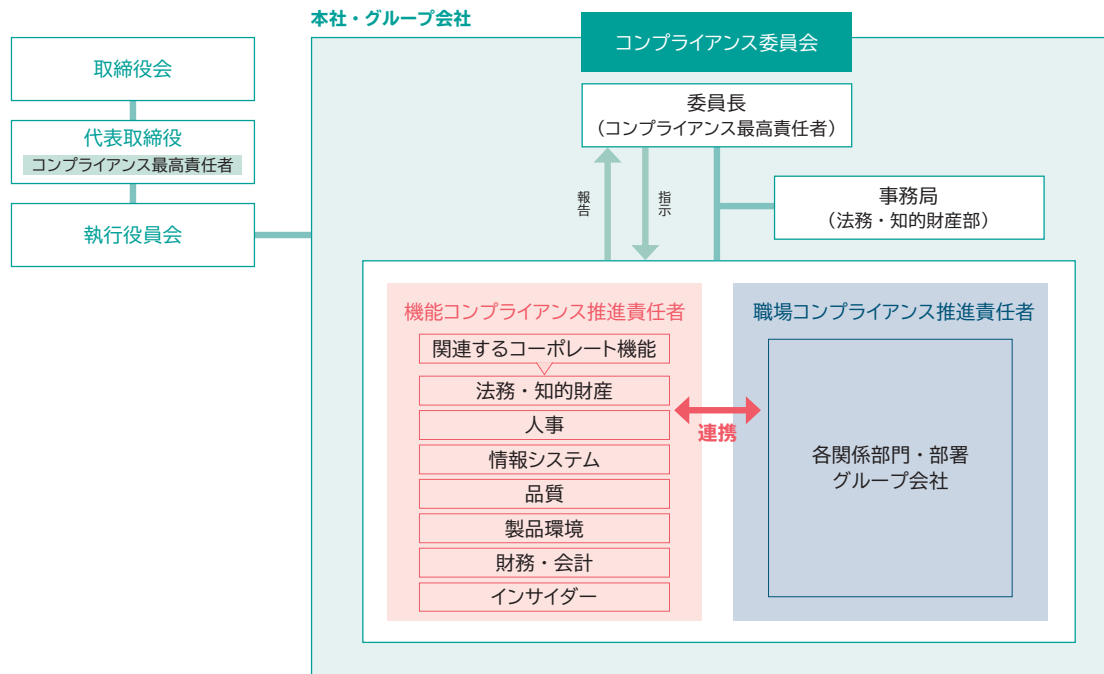 本社・グループ会社
取締役会
代表取締役
コンプライアンス最高責任者
執行役員会
コンプライアンス委員会
委員長
（コンプライアンス最高責任者）
報告
指示
事務局
（法務・知的財産部）
機能コンプライアンス推進責任者
関連するコーポレート機能
法務・知的財産
人事
情報システム
品質
製品環境
財務・会計
インサイダー
連携
職場コンプライアンス推進責任者
各関係部門・部署
グループ会社